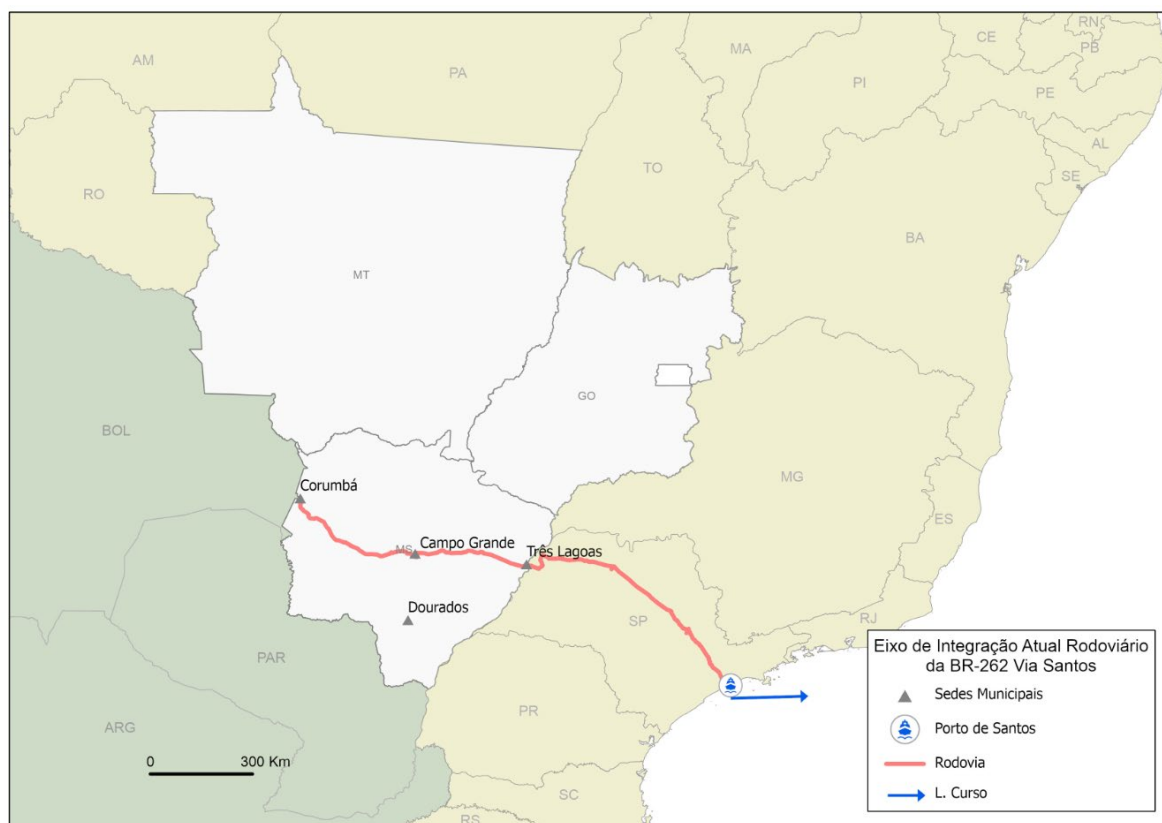 AM
PA
MA
CE
RN
PB
PI
PE
AL
SE
RO
TO
BA
MT
GO
BOL
MG
ES
Corumbá
MS
Campo Grande
Três Lagoas
Dourados
SP
RJ
PAR
PR
ARG
SC
RS
0 300 Km
Eixo de Integração Atual Rodoviário
da BR-262 Via Santos
Sedes Municipais
Porto de Santos
Rodovia
L. Curso